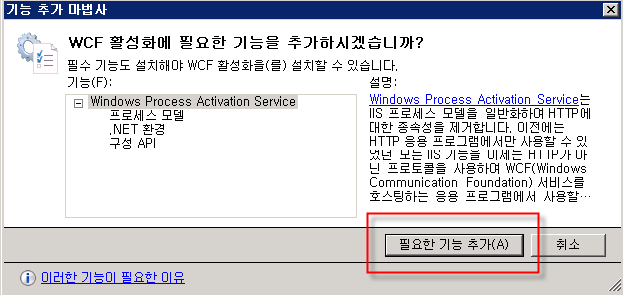 기능 추가 마법사
WCF 활성화에 필요한 기능을 추가하시겠습니까?
필수 기능도 설치해야 WCF 활성화을(를) 설치할 수 있습니다.
기능(F):
Windows Process Activation Service
프로세스 모델
.NET 환경
구성 API
설명:
Windows Process Activation Service는
IIS 프로세스 모델을 일반화하여 HTTP에
대한 종속성을 제거합니다. 이전에는
HTTP 응용 프로그램에서만 사용할 수 있
었던 모든 IIS 기능을 이제는 HTTP가 아
닌 프로토콜을 사용하여 WCF(Windows
Communication Foundation) 서비스를
호스팅하는 응용 프로그램에서 사용할...
필요한 기능 추가(A)
취소
이러한 기능이 필요한 이유